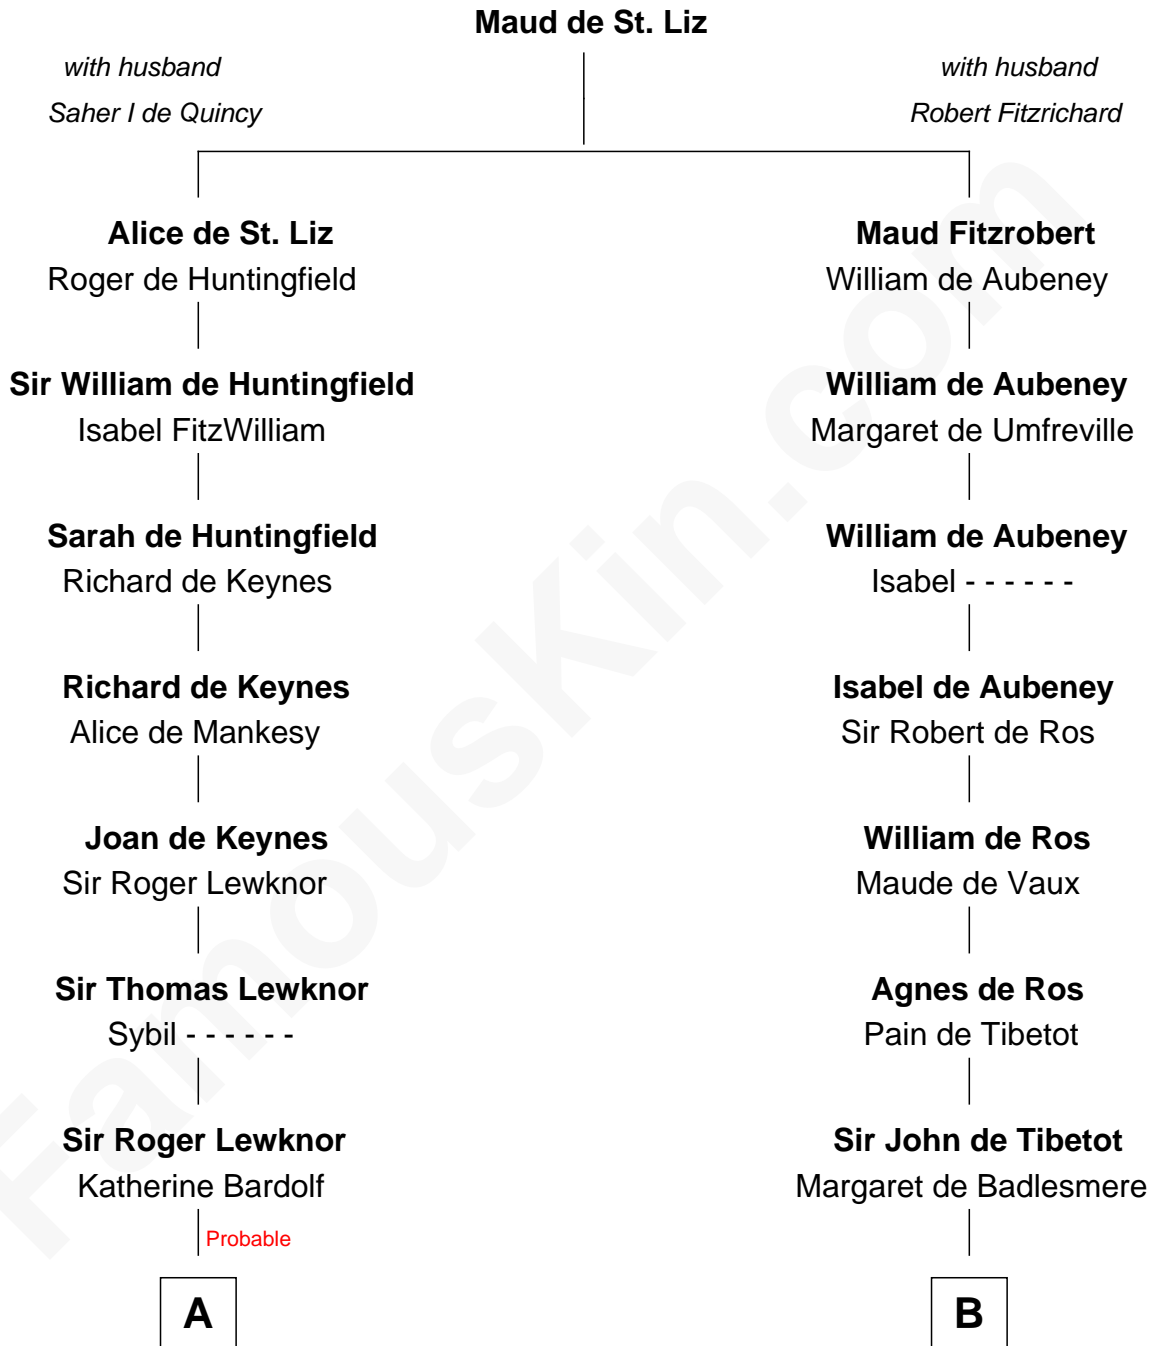 Maud de St. Liz
with husband
Saher I de Quincy
with husband
Robert Fitzrichard
Alice de St. Liz
Roger de Huntingfield
Maud Fitzrobert
William de Aubeney
Sir William de Huntingfield
Isabel FitzWilliam
William de Aubeney
Margaret de Umfreville
Sarah de Huntingfield
Richard de Keynes
William de Aubeney
Isabel - - - - - -
Richard de Keynes
Alice de Mankesy
Isabel de Aubeney
Sir Robert de Ros
Joan de Keynes
Sir Roger Lewknor
William de Ros
Maude de Vaux
Sir Thomas Lewknor
Sybil - - - - - -
Agnes de Ros
Pain de Tibetot
Sir Roger Lewknor
Katherine Bardolf
Sir John de Tibetot
Margaret de Badlesmere
Probable
A
B
FamousKin.com